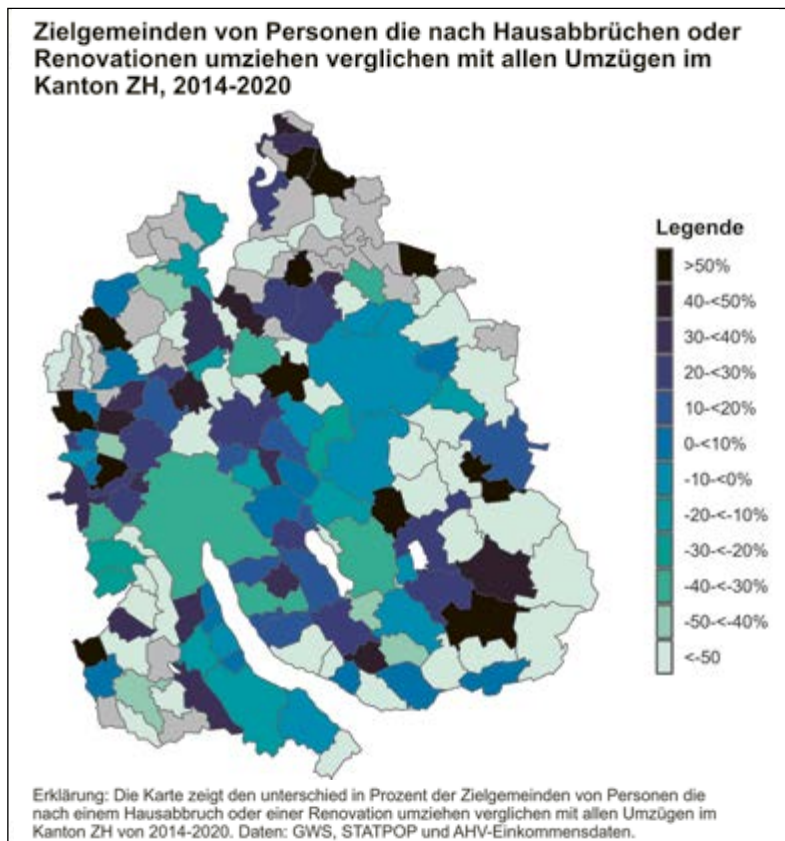 Zielgemeinden von Personen die nach Hausabbrüchen oder
Renovationen umziehen verglichen mit allen Umzügen im
Kanton ZH, 2014-2020
Legende
>50%
40-<50%
30-<40%
20-<30%
10-<20%
0-<10%
-10-<0%
-20-<-10%
-30-<-20%
-40-<-30%
-50-<-40%
<-50
Erklärung: Die Karte zeigt den unterschied in Prozent der Zielgemeinden von Personen die
nach einem Hausabbruch oder einer Renovation umziehen verglichen mit allen Umzügen im
Kanton ZH von 2014-2020. Daten: GWS, STATPOP und AHV-Einkommensdaten.